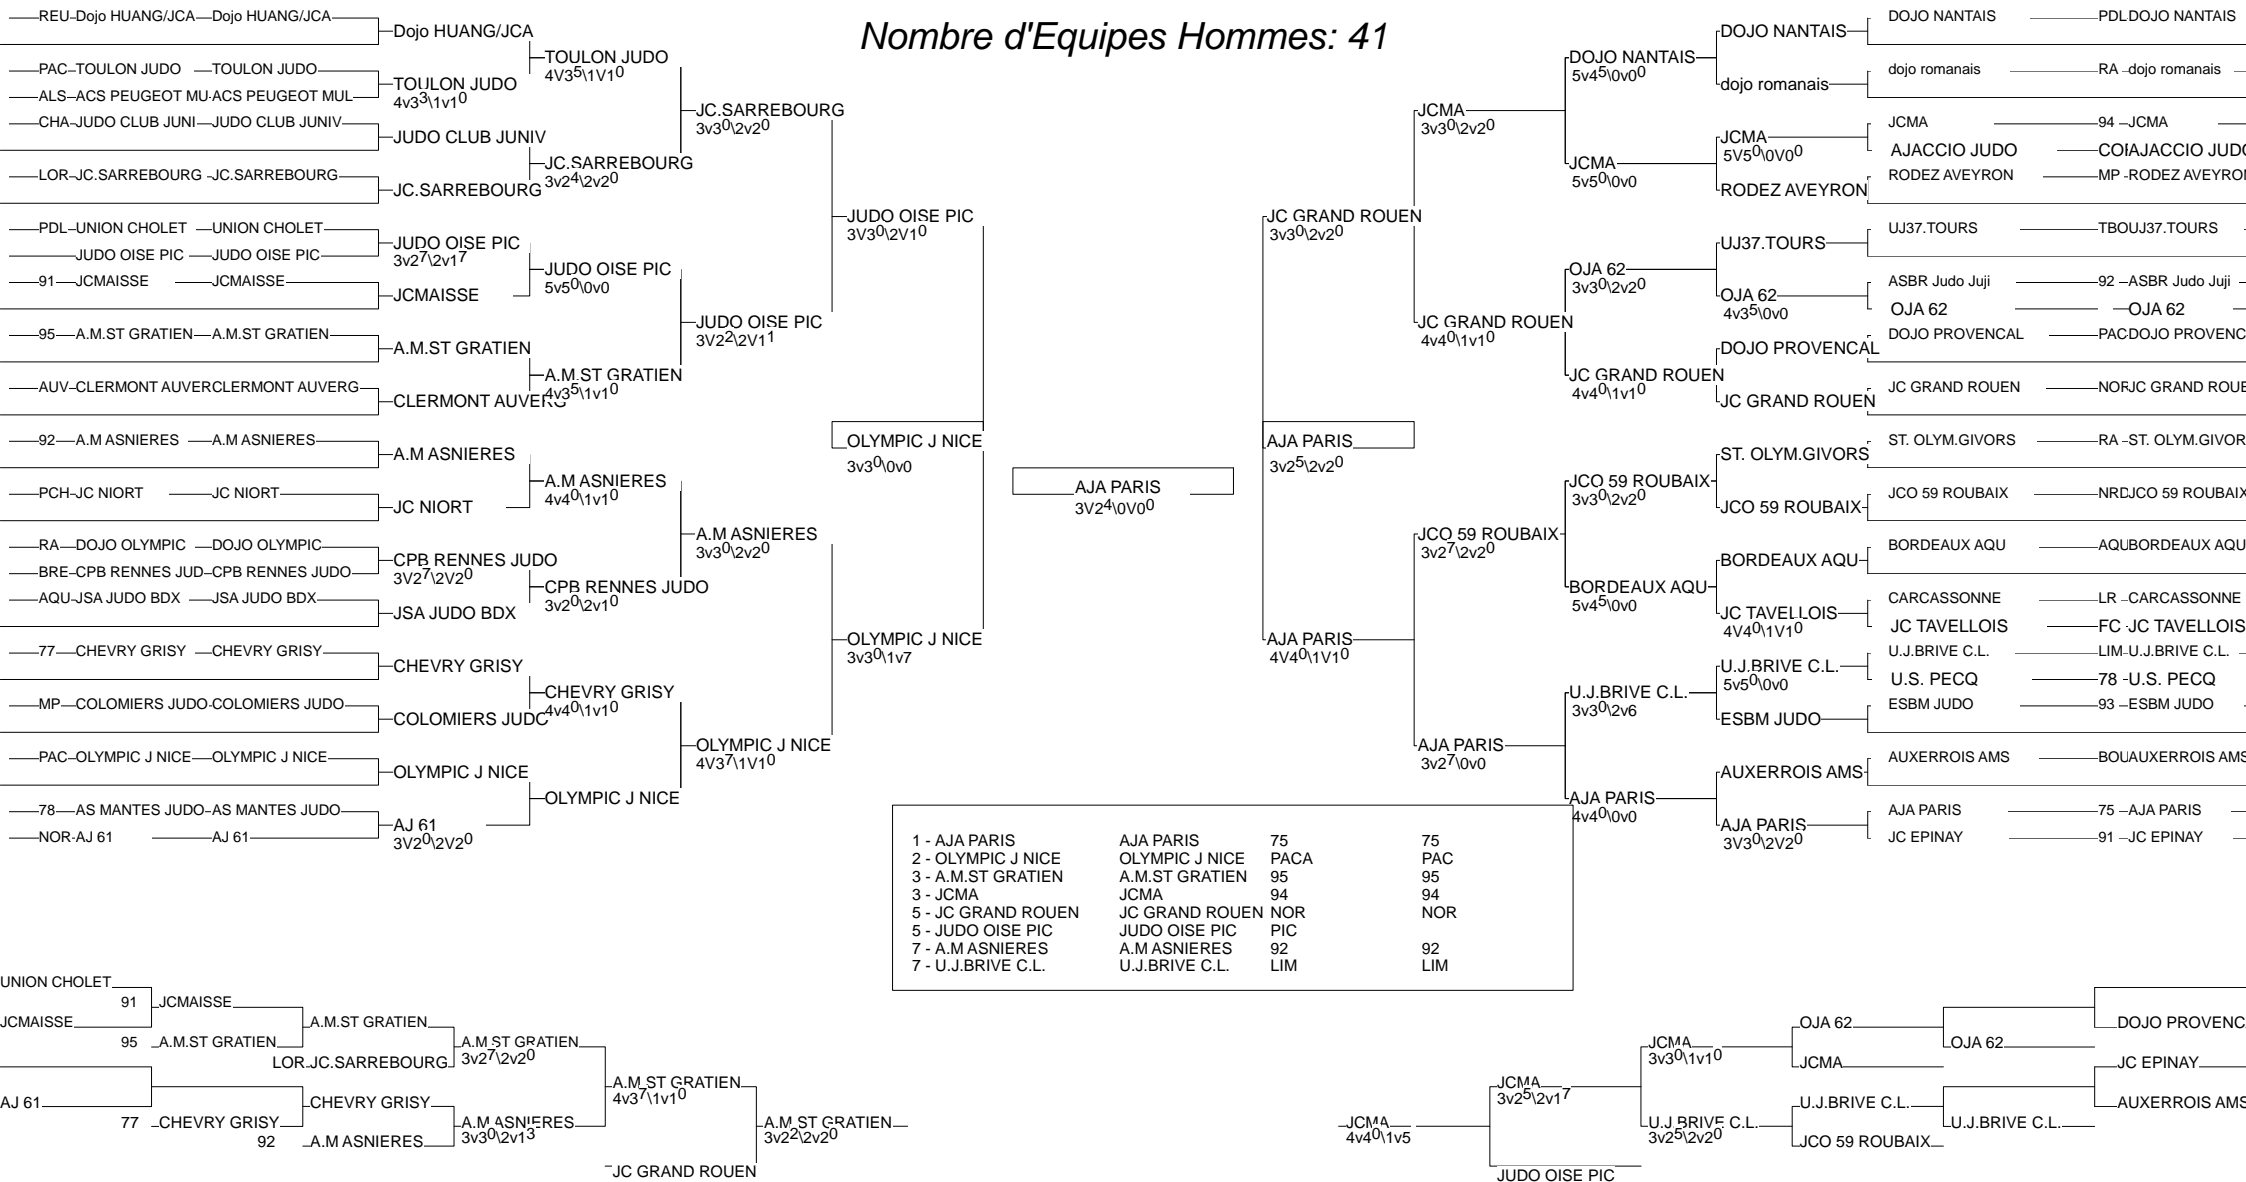 Nombre d'Equipes Hommes: 41
REU Dojo HUANG/JCA Dojo HUANG/JCA
PAC TOULON JUDO TOULON JUDO
ALS ACS PEUGEOT MU ACS PEUGEOT MUL
CHA JUDO CLUB JUNI JUDO CLUB JUNIV
LOR JC.SARREBOURG JC.SARREBOURG
PDL UNION CHOLET UNION CHOLET
JUDO OISE PIC JUDO OISE PIC
91 JCMAISSE JCMAISSE
95 A.M.ST GRATIEN A.M.ST GRATIEN
AUV CLERMONT AUVER CLERMONT AUVERG
92 A.M ASNIERES A.M ASNIERES
PCH JC NIORT JC NIORT
RA DOJO OLYMPIC DOJO OLYMPIC
BRE CPB RENNES JUD CPB RENNES JUDO
AQU JSA JUDO BDX JSA JUDO BDX
77 CHEVRY GRISY CHEVRY GRISY
MP COLOMIERS JUDO COLOMIERS JUDO
PAC OLYMPIC J NICE OLYMPIC J NICE
78 AS MANTES JUDO AS MANTES JUDO
NOR AJ 61 AJ 61
Dojo HUANG/JCA
TOULON JUDO
4v33\1v10
JUDO CLUB JUNIV
JC.SARREBOURG
JUDO OISE PIC
3v27\2v17
JCMAISSE
A.M.ST GRATIEN
CLERMONT AUVERG
A.M ASNIERES
JC NIORT
CPB RENNES JUDO
3V27\2V20
JSA JUDO BDX
CHEVRY GRISY
COLOMIERS JUDO
OLYMPIC J NICE
AJ 61
3V20\2V20
TOULON JUDO
4V35\1V10
JC.SARREBOURG
3v24\2v20
JUDO OISE PIC
5v50\0v0
A.M.ST GRATIEN
4v35\1v10
A.M ASNIERES
4v40\1v10
CPB RENNES JUDO
3v20\2v10
CHEVRY GRISY
4v40\1v10
OLYMPIC J NICE
JC.SARREBOURG
3v30\2v20
JUDO OISE PIC
3V22\2V11
A.M ASNIERES
3v30\2v20
OLYMPIC J NICE
4V37\1V10
JUDO OISE PIC
3V30\2V10
OLYMPIC J NICE
3v30\1v7
OLYMPIC J NICE
3v30\0v0
AJA PARIS
3V24\0V00
AJA PARIS
3v25\2v20
JC GRAND ROUEN
3v30\2v20
AJA PARIS
4V40\1V10
JCMA
3v30\2v20
JC GRAND ROUEN
4v40\1v10
JCO 59 ROUBAIX
3v27\2v20
AJA PARIS
3v27\0v0
DOJO NANTAIS
5v45\0v00
JCMA
5v50\0v0
OJA 62
3v30\2v20
JC GRAND ROUEN
4v40\1v10
JCO 59 ROUBAIX
3v30\2v20
BORDEAUX AQU
5v45\0v0
U.J.BRIVE C.L.
3v30\2v6
AJA PARIS
4v40\0v0
DOJO NANTAIS
dojo romanais
JCMA
5V50\0V00
RODEZ AVEYRON
UJ37.TOURS
OJA 62
4v35\0v0
DOJO PROVENCAL
JC GRAND ROUEN
ST. OLYM.GIVORS
JCO 59 ROUBAIX
BORDEAUX AQU
JC TAVELLOIS
4V40\1V10
U.J.BRIVE C.L.
5v50\0v0
ESBM JUDO
AUXERROIS AMS
AJA PARIS
3V30\2V20
DOJO NANTAIS PDL DOJO NANTAIS
dojo romanais RA dojo romanais
JCMA 94 JCMA
AJACCIO JUDO COI AJACCIO JUDO
RODEZ AVEYRON MP RODEZ AVEYRON
UJ37.TOURS TBO UJ37.TOURS
ASBR Judo Juji 92 ASBR Judo Juji
OJA 62 OJA 62
DOJO PROVENCAL PAC DOJO PROVENC
JC GRAND ROUEN NOR JC GRAND ROUE
ST. OLYM.GIVORS RA ST. OLYM.GIVOR
JCO 59 ROUBAIX NRD JCO 59 ROUBAIX
BORDEAUX AQU AQU BORDEAUX AQU
CARCASSONNE LR CARCASSONNE
JC TAVELLOIS FC JC TAVELLOIS
U.J.BRIVE C.L. LIM U.J.BRIVE C.L.
U.S. PECQ 78 U.S. PECQ
ESBM JUDO 93 ESBM JUDO
AUXERROIS AMS BOU AUXERROIS AMS
AJA PARIS 75 AJA PARIS
JC EPINAY 91 JC EPINAY
1 - AJA PARIS AJA PARIS 75 75
2 - OLYMPIC J NICE OLYMPIC J NICE PACA PAC
3 - A.M.ST GRATIEN A.M.ST GRATIEN 95 95
3 - JCMA JCMA 94 94
5 - JC GRAND ROUEN JC GRAND ROUEN NOR NOR
5 - JUDO OISE PIC JUDO OISE PIC PIC
7 - A.M ASNIERES A.M ASNIERES 92 92
7 - U.J.BRIVE C.L. U.J.BRIVE C.L. LIM LIM
UNION CHOLET
91 JCMAISSE
JCMAISSE
95 A.M.ST GRATIEN
A.M.ST GRATIEN
LOR JC.SARREBOURG
A.M.ST GRATIEN
3v27\2v20
AJ 61
77 CHEVRY GRISY
CHEVRY GRISY
92 A.M ASNIERES
A.M ASNIERES
3v30\2v13
A.M.ST GRATIEN
4v37\1v10
JC GRAND ROUEN
A.M.ST GRATIEN
3v22\2v20
JCMA
4v40\1v5
JCMA
3v25\2v17
JUDO OISE PIC
JCMA
3v30\1v10
U.J.BRIVE C.L.
3v25\2v20
OJA 62
JCMA
U.J.BRIVE C.L.
JCO 59 ROUBAIX
OJA 62
U.J.BRIVE C.L.
DOJO PROVENC
JC EPINAY
AUXERROIS AMS